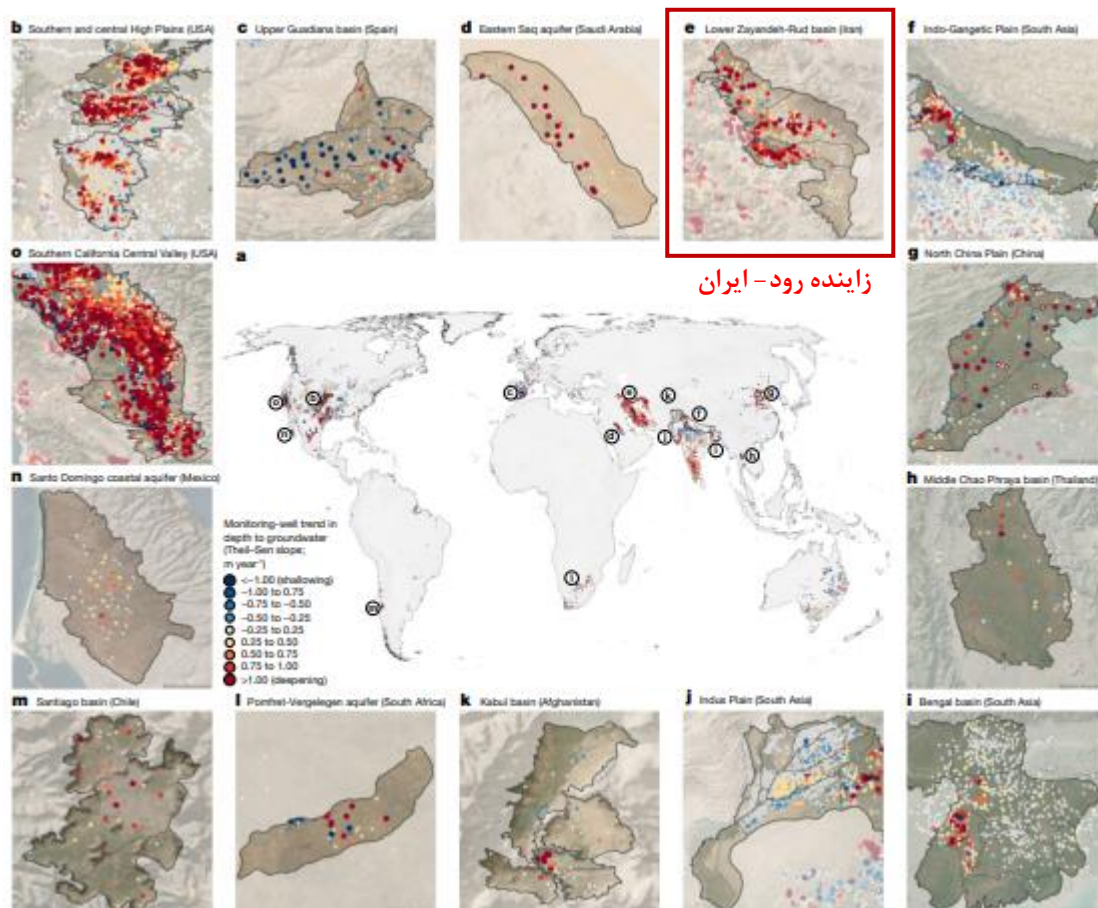 b Southern and central High Plains (USA)
c Upper Guadiana basin (Spain)
d Eastern Saq aquifer (Saudi Arabia)
e Lower Zayandeh-Rud basin (Iran)
f Indo-Gangetic Plain (South Asia)
زاینده رود - ایران
o Southern California Central Valley (USA)
a
g North China Plain (China)
n Santo Domingo coastal aquifer (Mexico)
h Middle Chao Phraya basin (Thailand)
Monitoring-well trend in
depth to groundwater
(Theil–Sen slope;
m year⁻¹)
<–1.00 (shallowing)
–1.00 to 0.75
–0.75 to –0.50
–0.50 to –0.25
–0.25 to 0.25
0.25 to 0.50
0.50 to 0.75
0.75 to 1.00
>1.00 (deepening)
o
b
n
m
c
e
k
d
j
f
i
g
h
l
m Santiago basin (Chile)
l Pomfret-Vergelegen aquifer (South Africa)
k Kabul basin (Afghanistan)
j Indus Plain (South Asia)
i Bengal basin (South Asia)